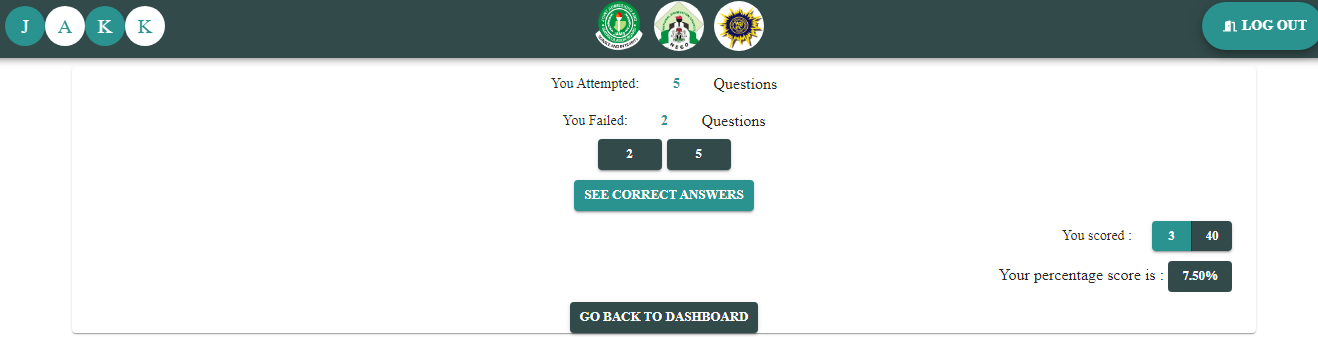 J A K K
NECO
LOG OUT
You Attempted: 5 Questions
You Failed: 2 Questions
2 5
SEE CORRECT ANSWERS
You scored : 3 40
Your percentage score is : 7.50%
GO BACK TO DASHBOARD